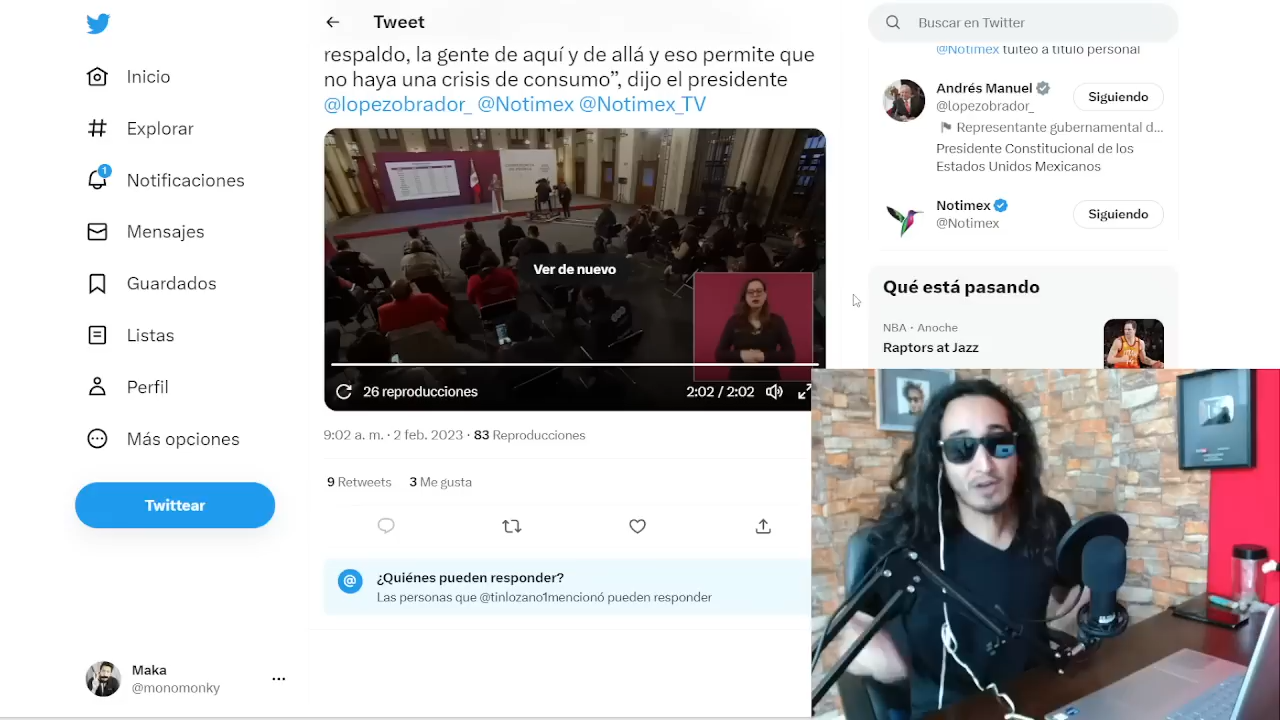 Tweet
respaldo, la gente de aquí y de allá y eso permite que
no haya una crisis de consumo”, dijo el presidente
@lopezobrador_ @Notimex @Notimex_TV
Ver de nuevo
26 reproducciones
2:02 / 2:02
9:02 a. m. · 2 feb. 2023 · 83 Reproducciones
9 Retweets 3 Me gusta
¿Quiénes pueden responder?
Las personas que @tinlozano1mencionó pueden responder
Inicio
Explorar
1
Notificaciones
Mensajes
Guardados
Listas
Perfil
Más opciones
Twittear
Maka
@monomonky
Buscar en Twitter
@Notimex tuiteó a título personal
Andrés Manuel
@lopezobrador_
Siguiendo
Representante gubernamental d...
Presidente Constitucional de los
Estados Unidos Mexicanos
Notimex
@Notimex
Siguiendo
Qué está pasando
NBA · Anoche
Raptors at Jazz